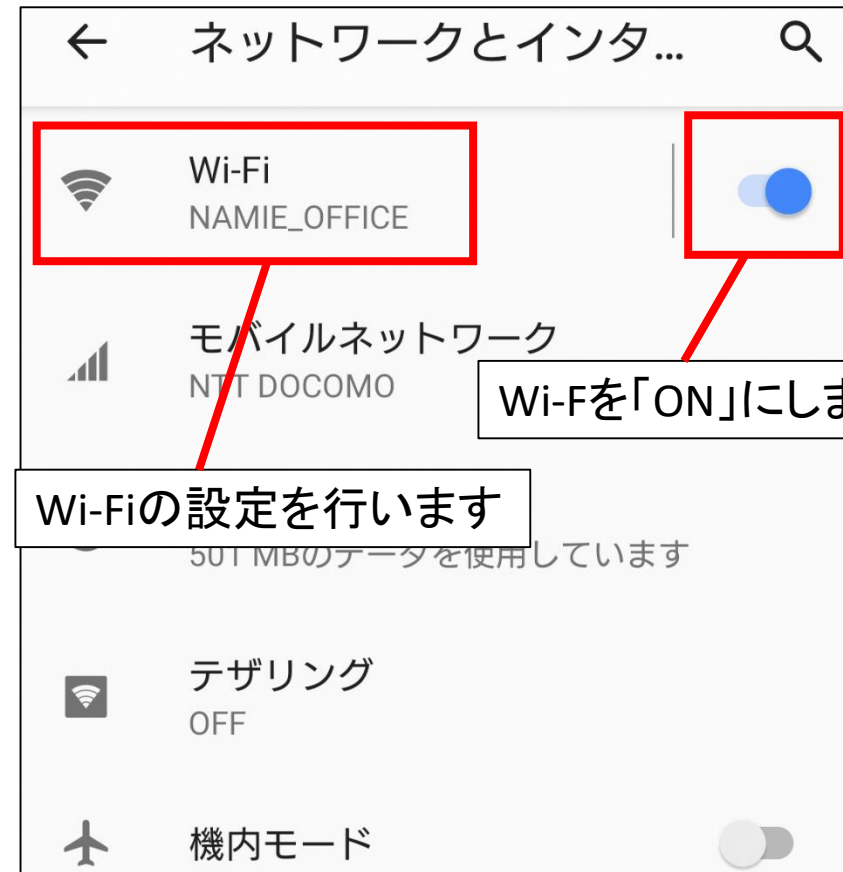 ネットワークとインタ...
Wi-Fi
NAMIE_OFFICE
モバイルネットワーク
NTT DOCOMO
Wi-Fを「ON」にしま
Wi-Fiの設定を行います
501 MBのデータを使用しています
テザリング
OFF
機内モード